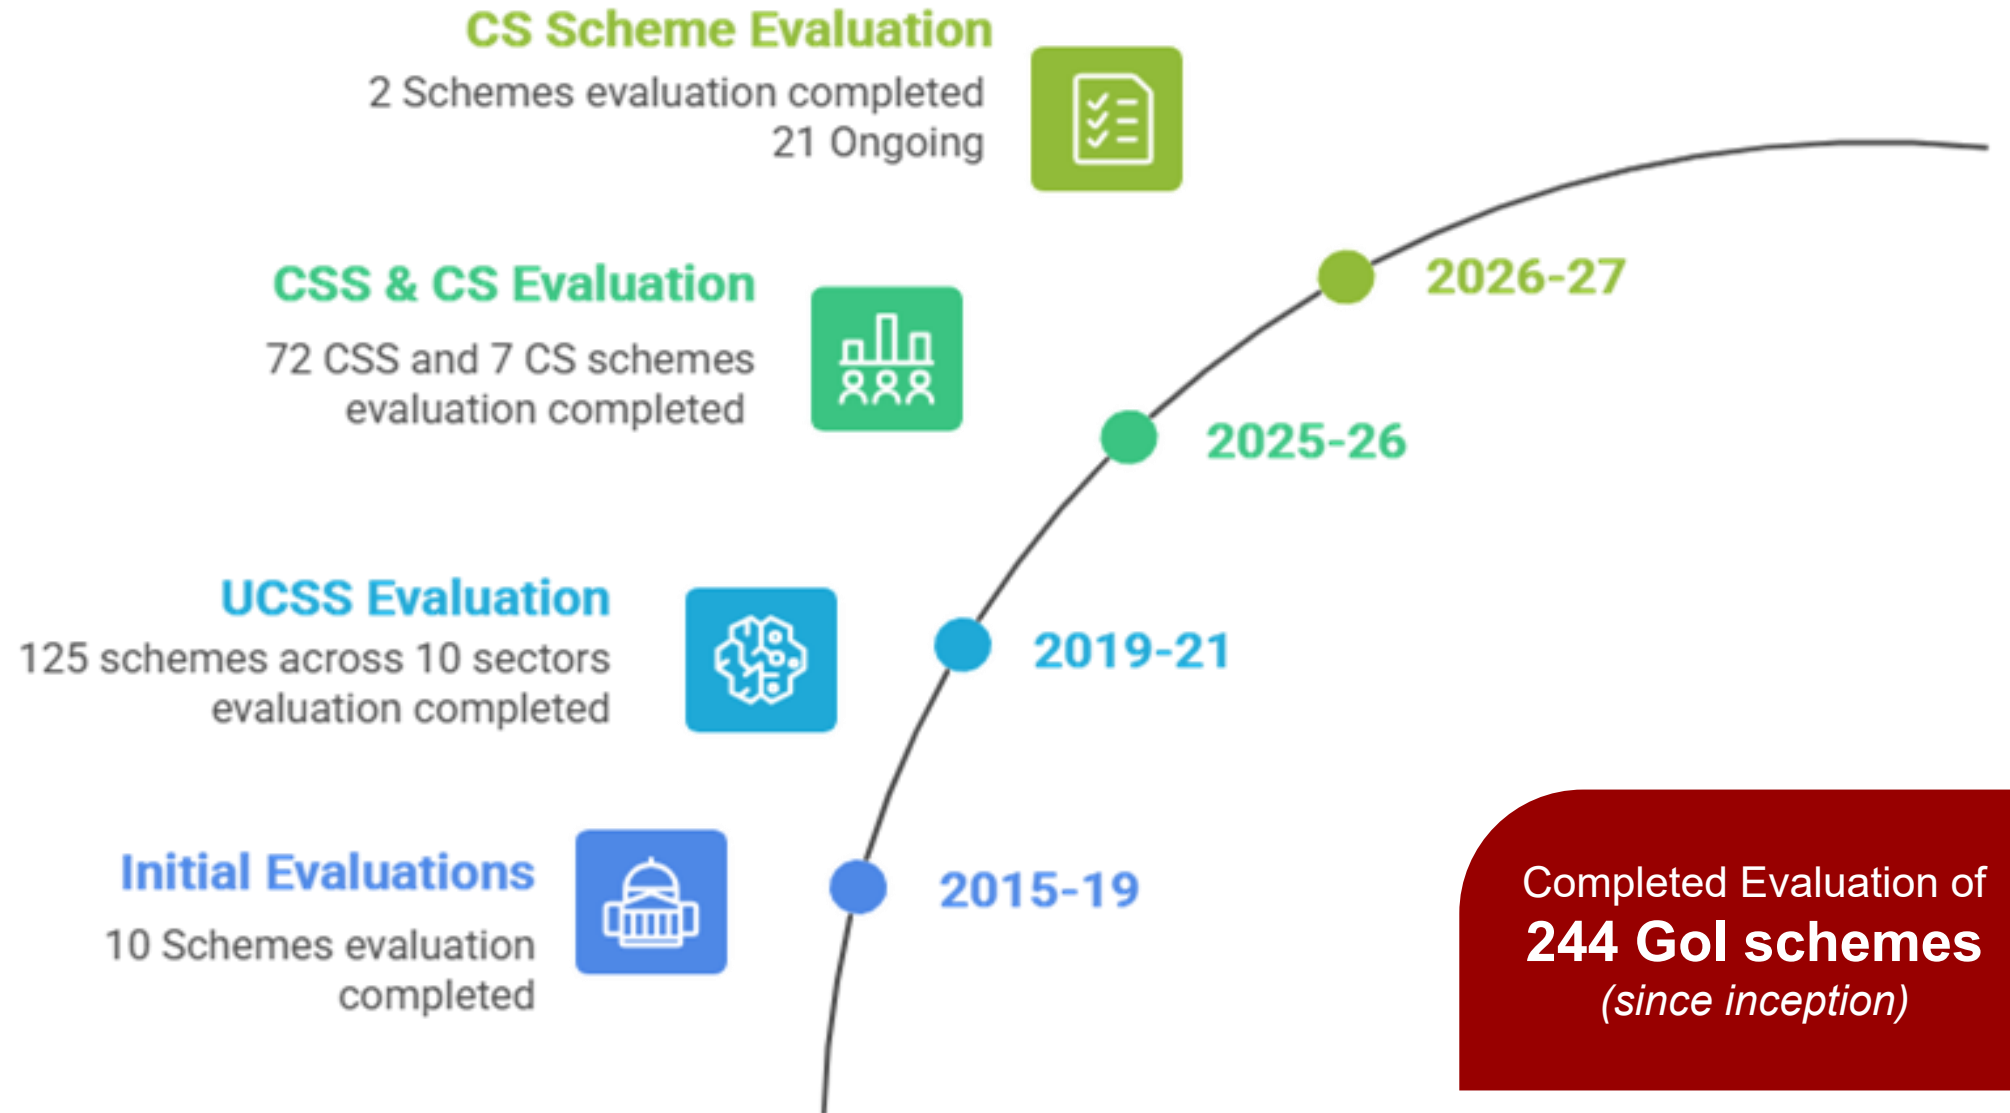 CS Scheme Evaluation
2 Schemes evaluation completed
21 Ongoing
2026-27
CSS & CS Evaluation
72 CSS and 7 CS schemes
evaluation completed
2025-26
UCSS Evaluation
125 schemes across 10 sectors
evaluation completed
2019-21
Initial Evaluations
10 Schemes evaluation
completed
2015-19
Completed Evaluation of
244 GoI schemes
(since inception)